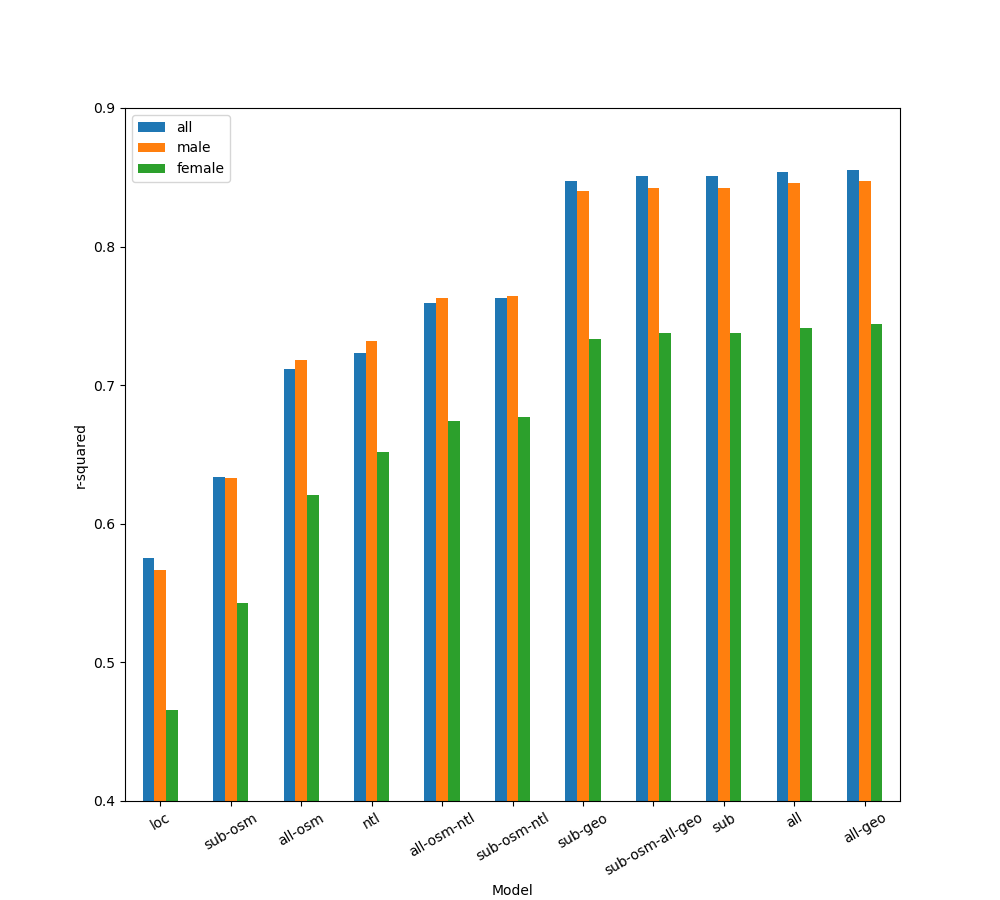 0.9
0.8
0.7
0.6
0.5
0.4
r-squared
all
male
female
loc
sub-osm
all-osm
ntl
all-osm-ntl
sub-osm-ntl
sub-geo
sub-osm-all-geo
sub
all
all-geo
Model